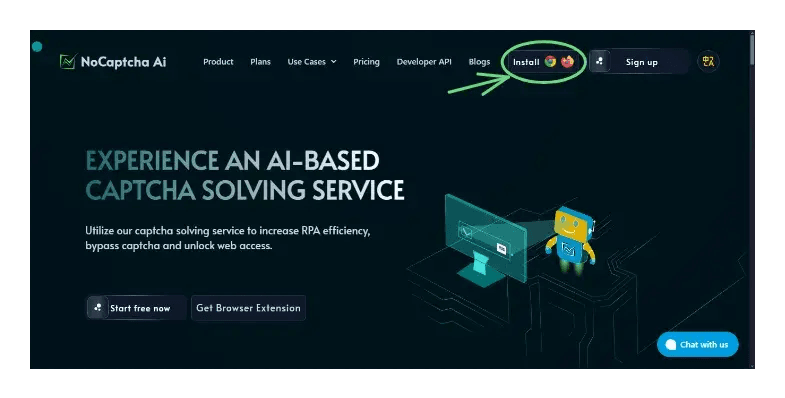 NoCaptcha Ai
Product Plans Use Cases Pricing Developer API Blogs Install Sign up
EXPERIENCE AN AI-BASED
CAPTCHA SOLVING SERVICE
Utilize our captcha solving service to increase RPA efficiency,
bypass captcha and unlock web access.
Start free now Get Browser Extension
Chat with us